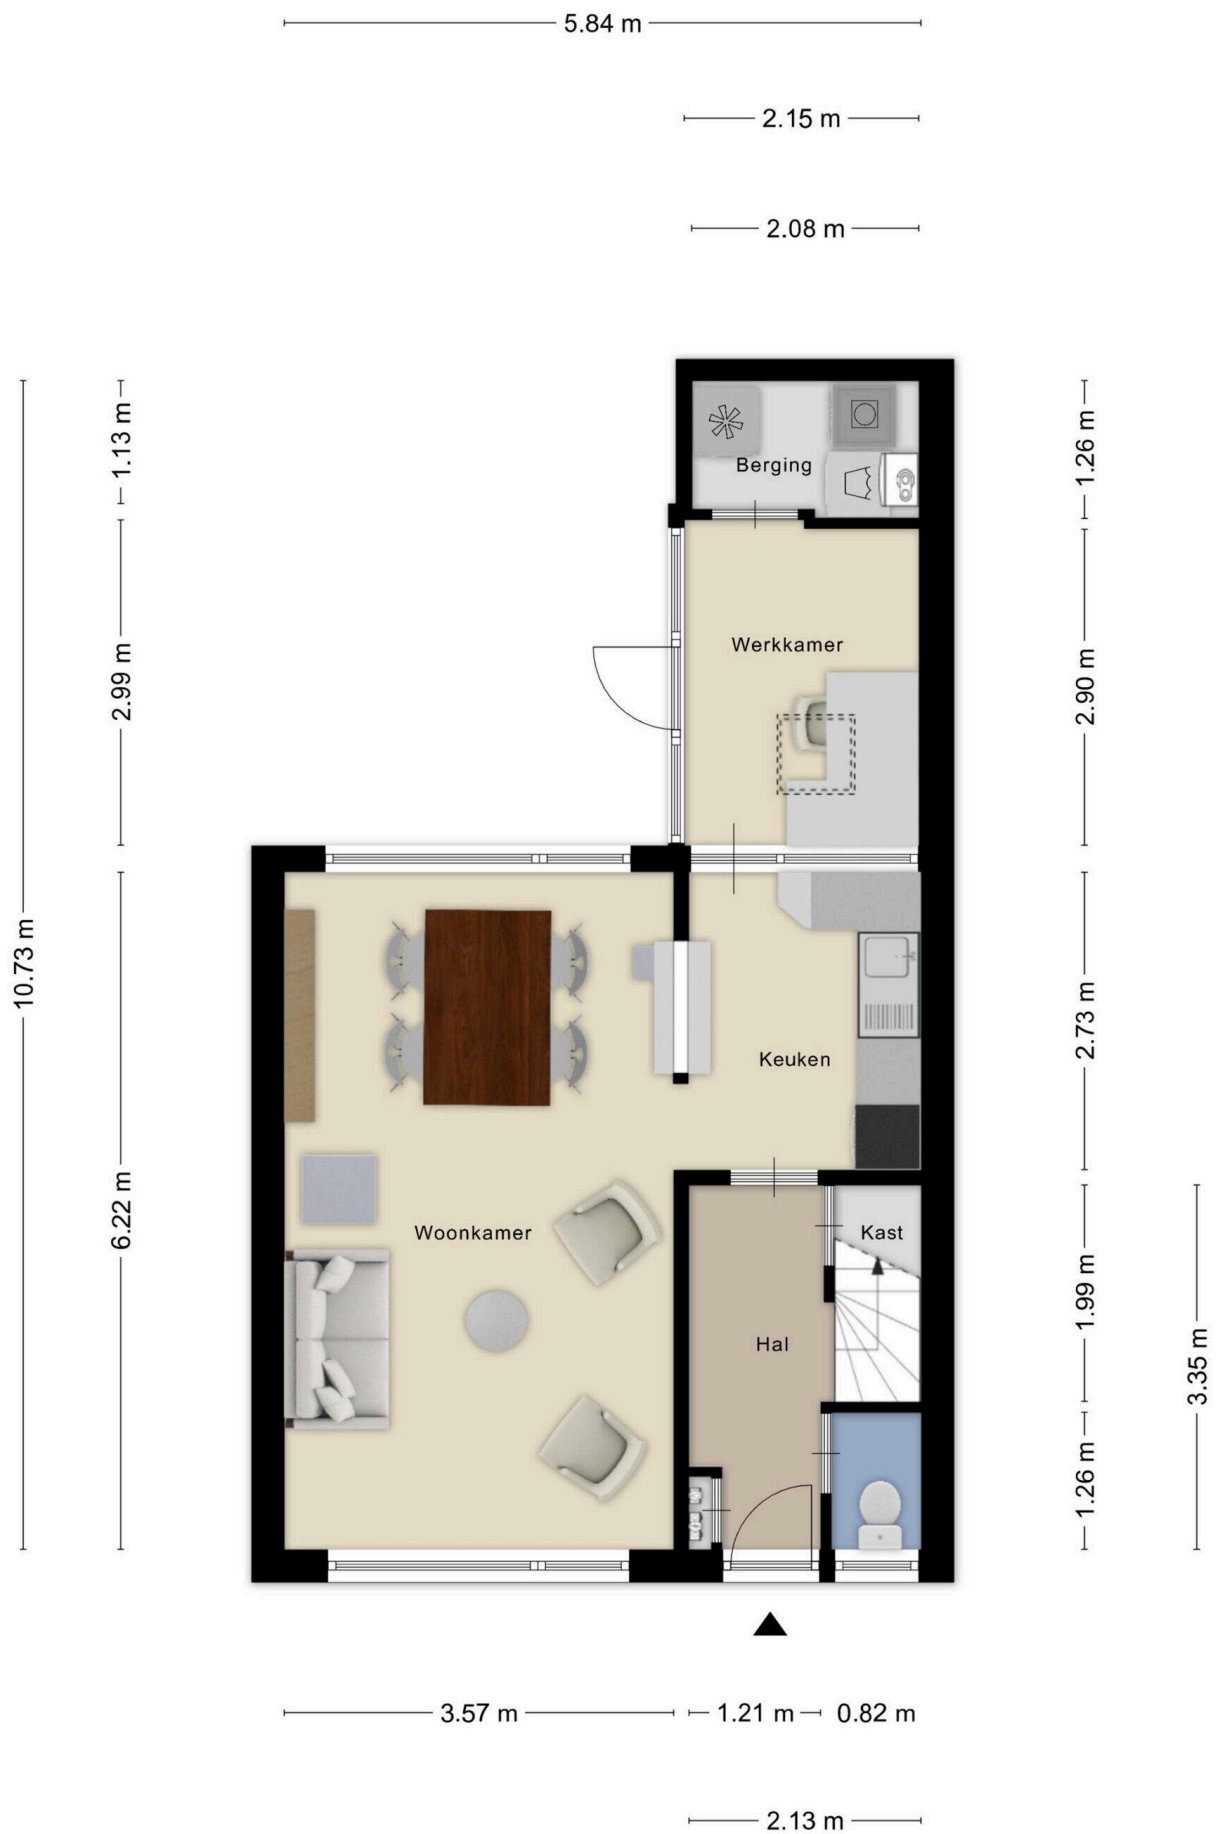 5.84 m
2.15 m
2.08 m
1.13 m
1.26 m
Berging
Werkkamer
2.99 m
2.90 m
10.73 m
2.73 m
Keuken
6.22 m
Woonkamer
Kast
1.99 m
Hal
3.35 m
1.26 m
3.57 m
1.21 m
0.82 m
2.13 m